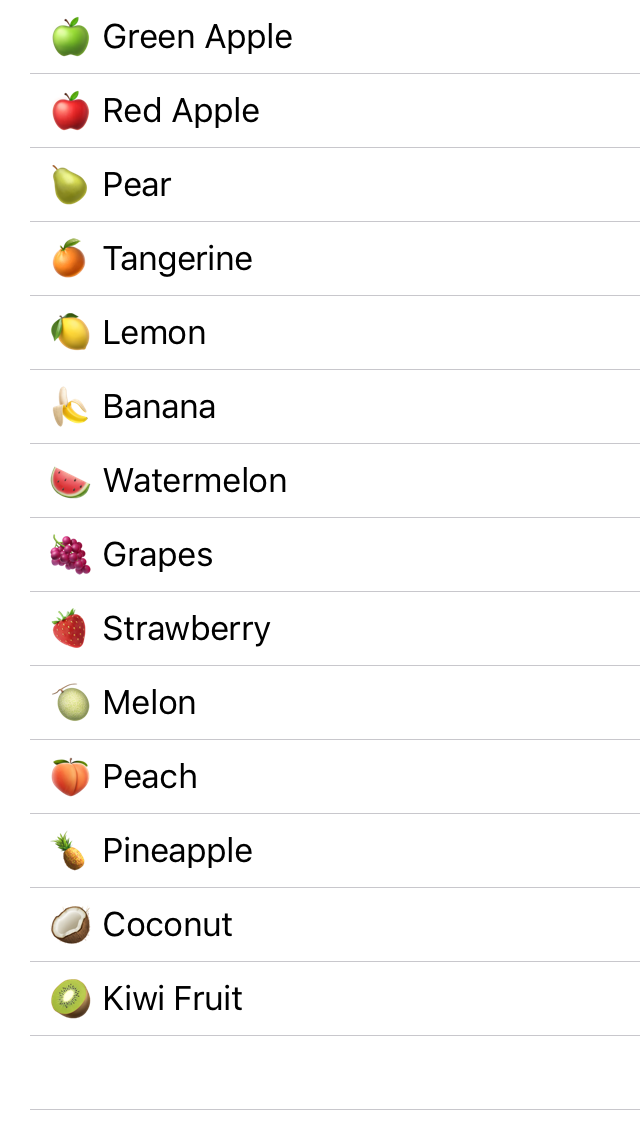 Green Apple
Red Apple
Pear
Tangerine
Lemon
Banana
Watermelon
Grapes
Strawberry
Melon
Peach
Pineapple
Coconut
Kiwi Fruit